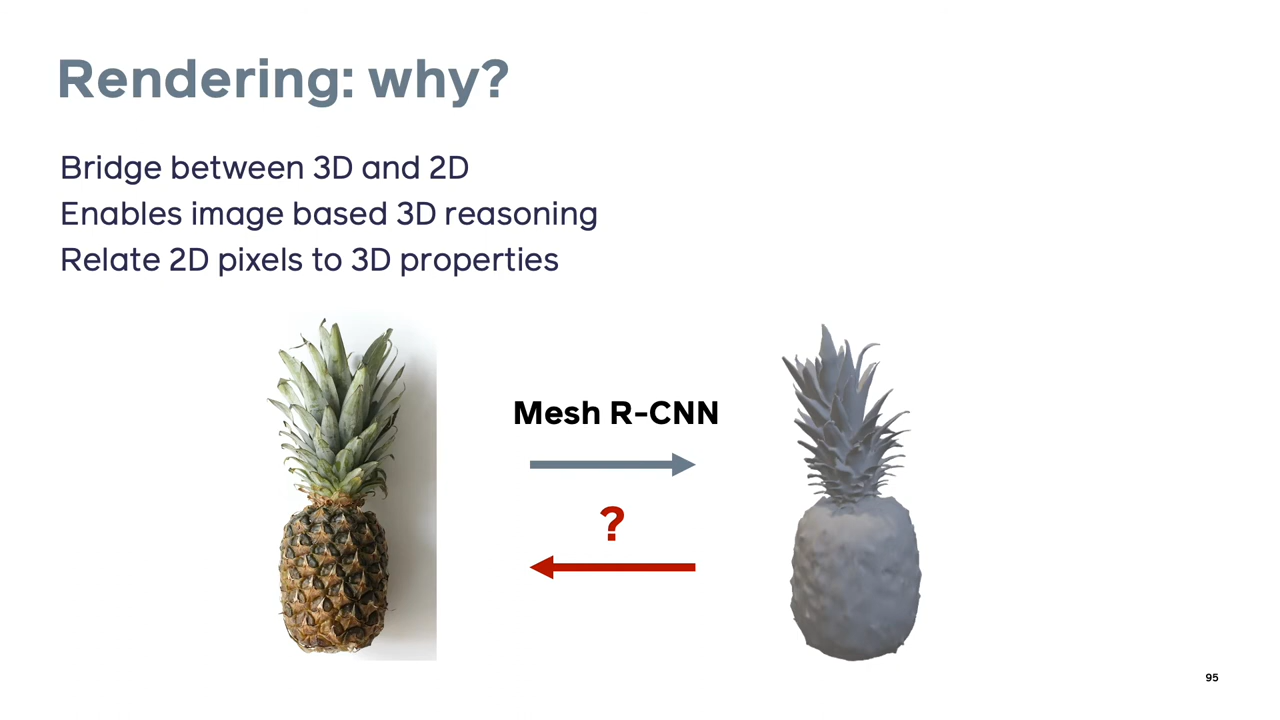 Rendering: why?
Bridge between 3D and 2D
Enables image based 3D reasoning
Relate 2D pixels to 3D properties
Mesh R-CNN
?
95